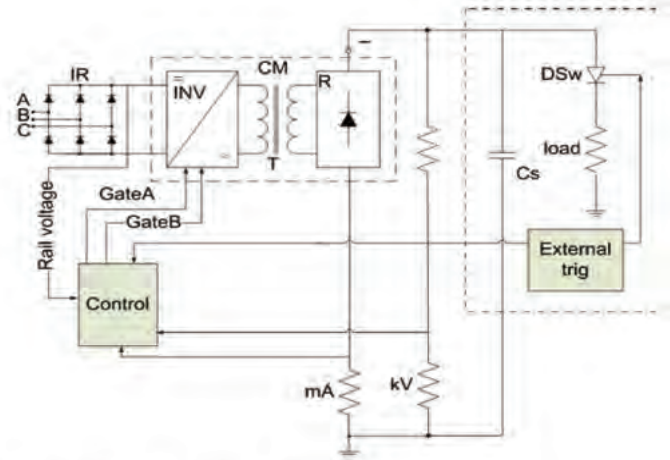 IR
A
B
C
INV
CM
T
R
–
DSw
load
Cs
GateA
GateB
Rail voltage
Control
External
trig
mA
kV